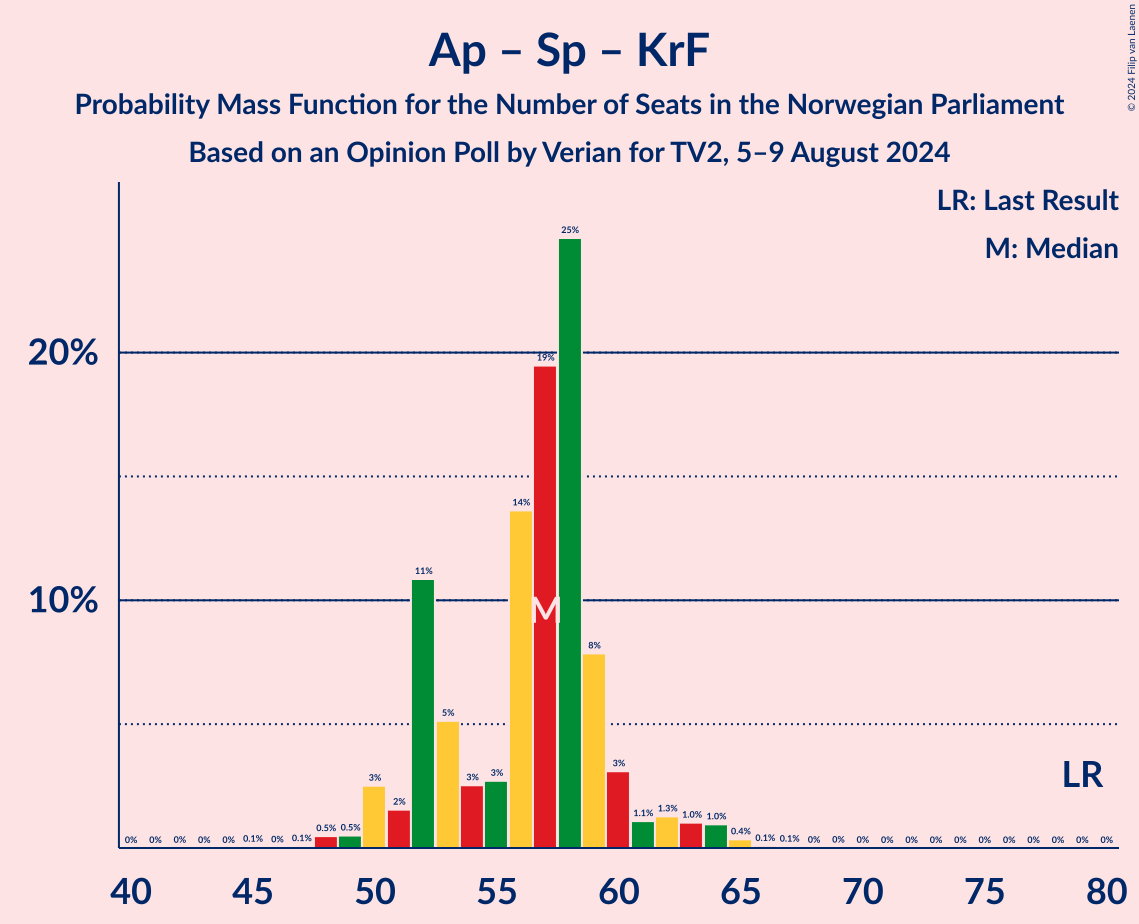 Ap – Sp – KrF
Probability Mass Function for the Number of Seats in the Norwegian Parliament
Based on an Opinion Poll by Verian for TV2, 5–9 August 2024
© 2024 Filip van Laenen
LR: Last Result
M: Median
20%
10%
0% 0% 0% 0% 0% 0.1% 0% 0.1% 0.5% 0.5% 3% 2% 11% 5% 3% 3% 14% 19% 25% 8% 3% 1.1% 1.3% 1.0% 1.0% 0.4% 0.1% 0.1% 0% 0% 0% 0% 0% 0% 0% 0% 0% 0% 0% 0% 0%
M
LR
40 45 50 55 60 65 70 75 80